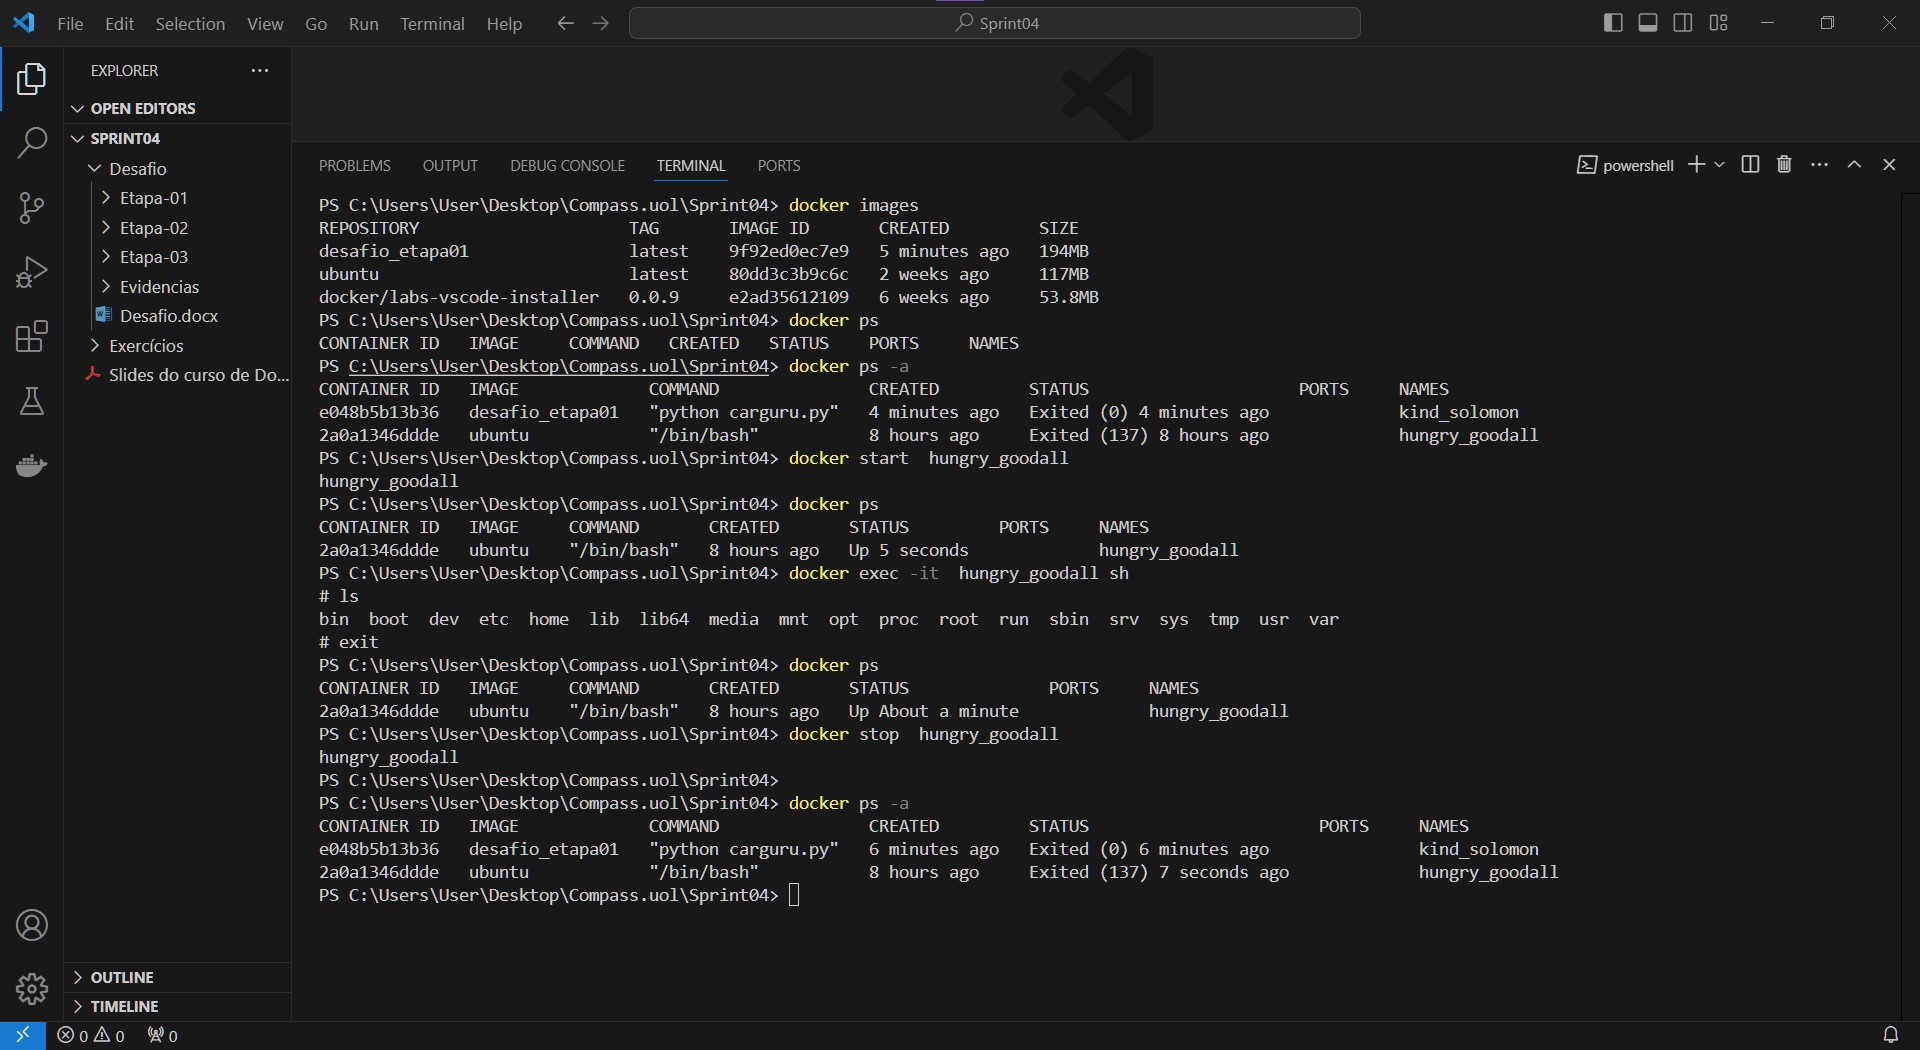 File Edit Selection View Go Run Terminal Help Sprint04
EXPLORER
OPEN EDITORS
SPRINT04
Desafio
Etapa-01
Etapa-02
Etapa-03
Evidencias
Desafio.docx
Exercícios
Slides do curso de Do...
OUTLINE
TIMELINE
PROBLEMS OUTPUT DEBUG CONSOLE TERMINAL PORTS powershell
PS C:\Users\User\Desktop\Compass.uol\Sprint04> docker images
REPOSITORY TAG IMAGE ID CREATED SIZE
desafio_etapa01 latest 9f92ed0ec7e9 5 minutes ago 194MB
ubuntu latest 80dd3c3b9c6c 2 weeks ago 117MB
docker/labs-vscode-installer 0.0.9 e2ad35612109 6 weeks ago 53.8MB
PS C:\Users\User\Desktop\Compass.uol\Sprint04> docker ps
CONTAINER ID IMAGE COMMAND CREATED STATUS PORTS NAMES
PS C:\Users\User\Desktop\Compass.uol\Sprint04> docker ps -a
CONTAINER ID IMAGE COMMAND CREATED STATUS PORTS NAMES
e048b5b13b36 desafio_etapa01 "python carguru.py" 4 minutes ago Exited (0) 4 minutes ago kind_solomon
2a0a1346ddde ubuntu "/bin/bash" 8 hours ago Exited (137) 8 hours ago hungry_goodall
PS C:\Users\User\Desktop\Compass.uol\Sprint04> docker start  hungry_goodall
hungry_goodall
PS C:\Users\User\Desktop\Compass.uol\Sprint04> docker ps
CONTAINER ID IMAGE COMMAND CREATED STATUS PORTS NAMES
2a0a1346ddde ubuntu "/bin/bash" 8 hours ago Up 5 seconds hungry_goodall
PS C:\Users\User\Desktop\Compass.uol\Sprint04> docker exec -it  hungry_goodall sh
# ls
bin boot dev etc home lib lib64 media mnt opt proc root run sbin srv sys tmp usr var
# exit
PS C:\Users\User\Desktop\Compass.uol\Sprint04> docker ps
CONTAINER ID IMAGE COMMAND CREATED STATUS PORTS NAMES
2a0a1346ddde ubuntu "/bin/bash" 8 hours ago Up About a minute hungry_goodall
PS C:\Users\User\Desktop\Compass.uol\Sprint04> docker stop  hungry_goodall
hungry_goodall
PS C:\Users\User\Desktop\Compass.uol\Sprint04>
PS C:\Users\User\Desktop\Compass.uol\Sprint04> docker ps -a
CONTAINER ID IMAGE COMMAND CREATED STATUS PORTS NAMES
e048b5b13b36 desafio_etapa01 "python carguru.py" 6 minutes ago Exited (0) 6 minutes ago kind_solomon
2a0a1346ddde ubuntu "/bin/bash" 8 hours ago Exited (137) 7 seconds ago hungry_goodall
PS C:\Users\User\Desktop\Compass.uol\Sprint04>
0 0 0